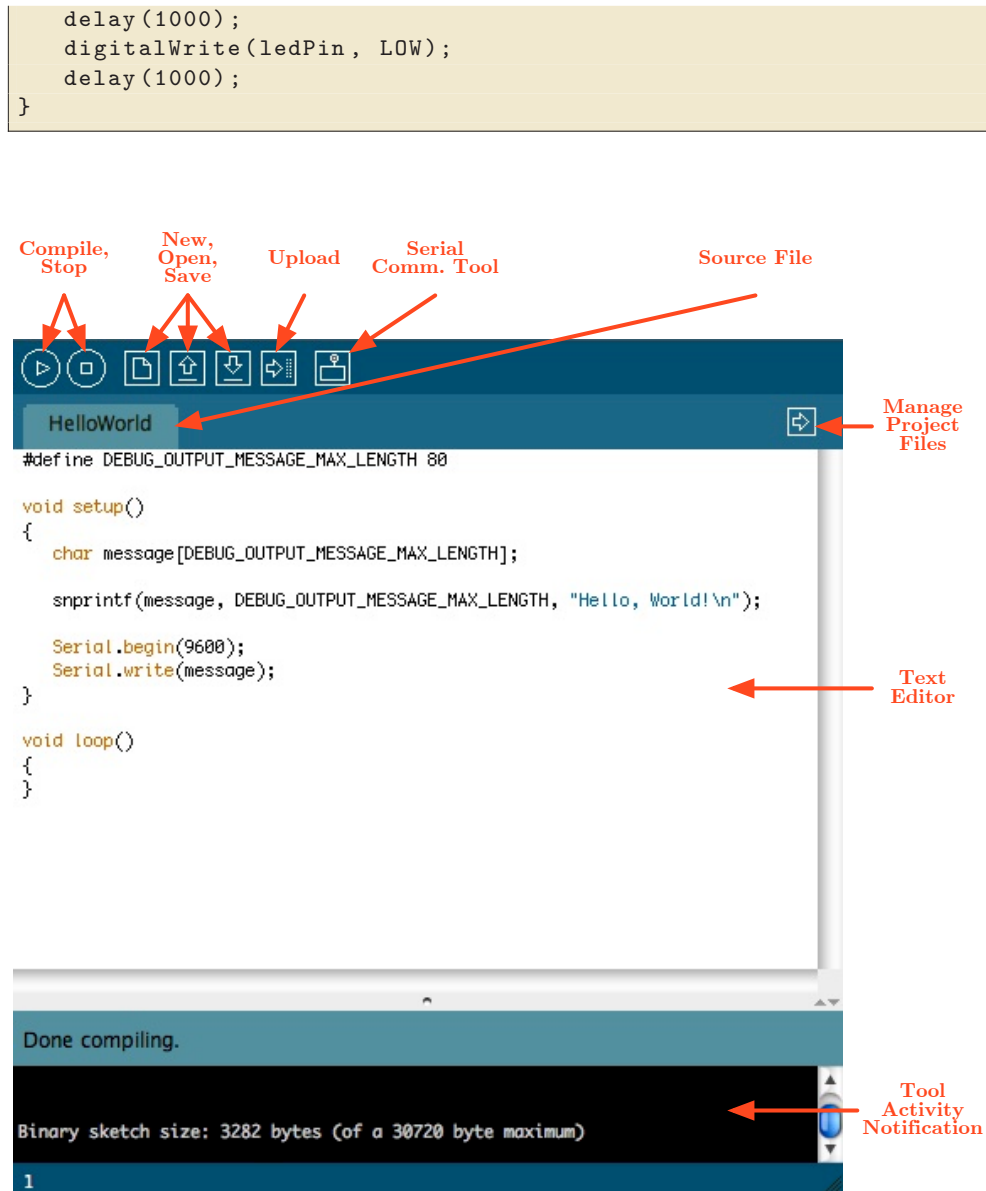 delay(1000);
digitalWrite(ledPin, LOW);
delay(1000);
}
Compile,
Stop
New,
Open,
Save
Upload
Serial
Comm. Tool
Source File
HelloWorld
Manage
Project
Files
#define DEBUG_OUTPUT_MESSAGE_MAX_LENGTH 80
void setup()
{
char message[DEBUG_OUTPUT_MESSAGE_MAX_LENGTH];
snprintf(message, DEBUG_OUTPUT_MESSAGE_MAX_LENGTH, "Hello, World!\n");
Serial.begin(9600);
Serial.write(message);
}
Text
Editor
void loop()
{
}
Done compiling.
Tool
Activity
Notification
Binary sketch size: 3282 bytes (of a 30720 byte maximum)
1